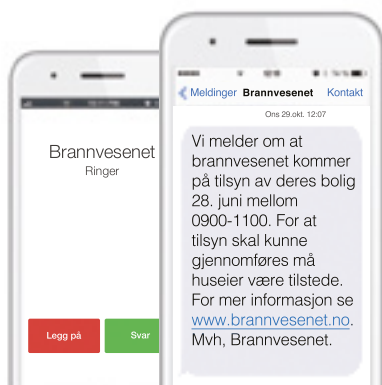 Brannvesenet
Ringer
Legg på
Svar
Meldinger Brannvesenet Kontakt
Ons 29.okt. 12:07
Vi melder om at
brannvesenet kommer
på tilsyn av deres bolig
28. juni mellom
0900-1100. For at
tilsyn skal kunne
gjennomføres må
huseier være tilstede.
For mer informasjon se
www.brannvesenet.no.
Mvh, Brannvesenet.